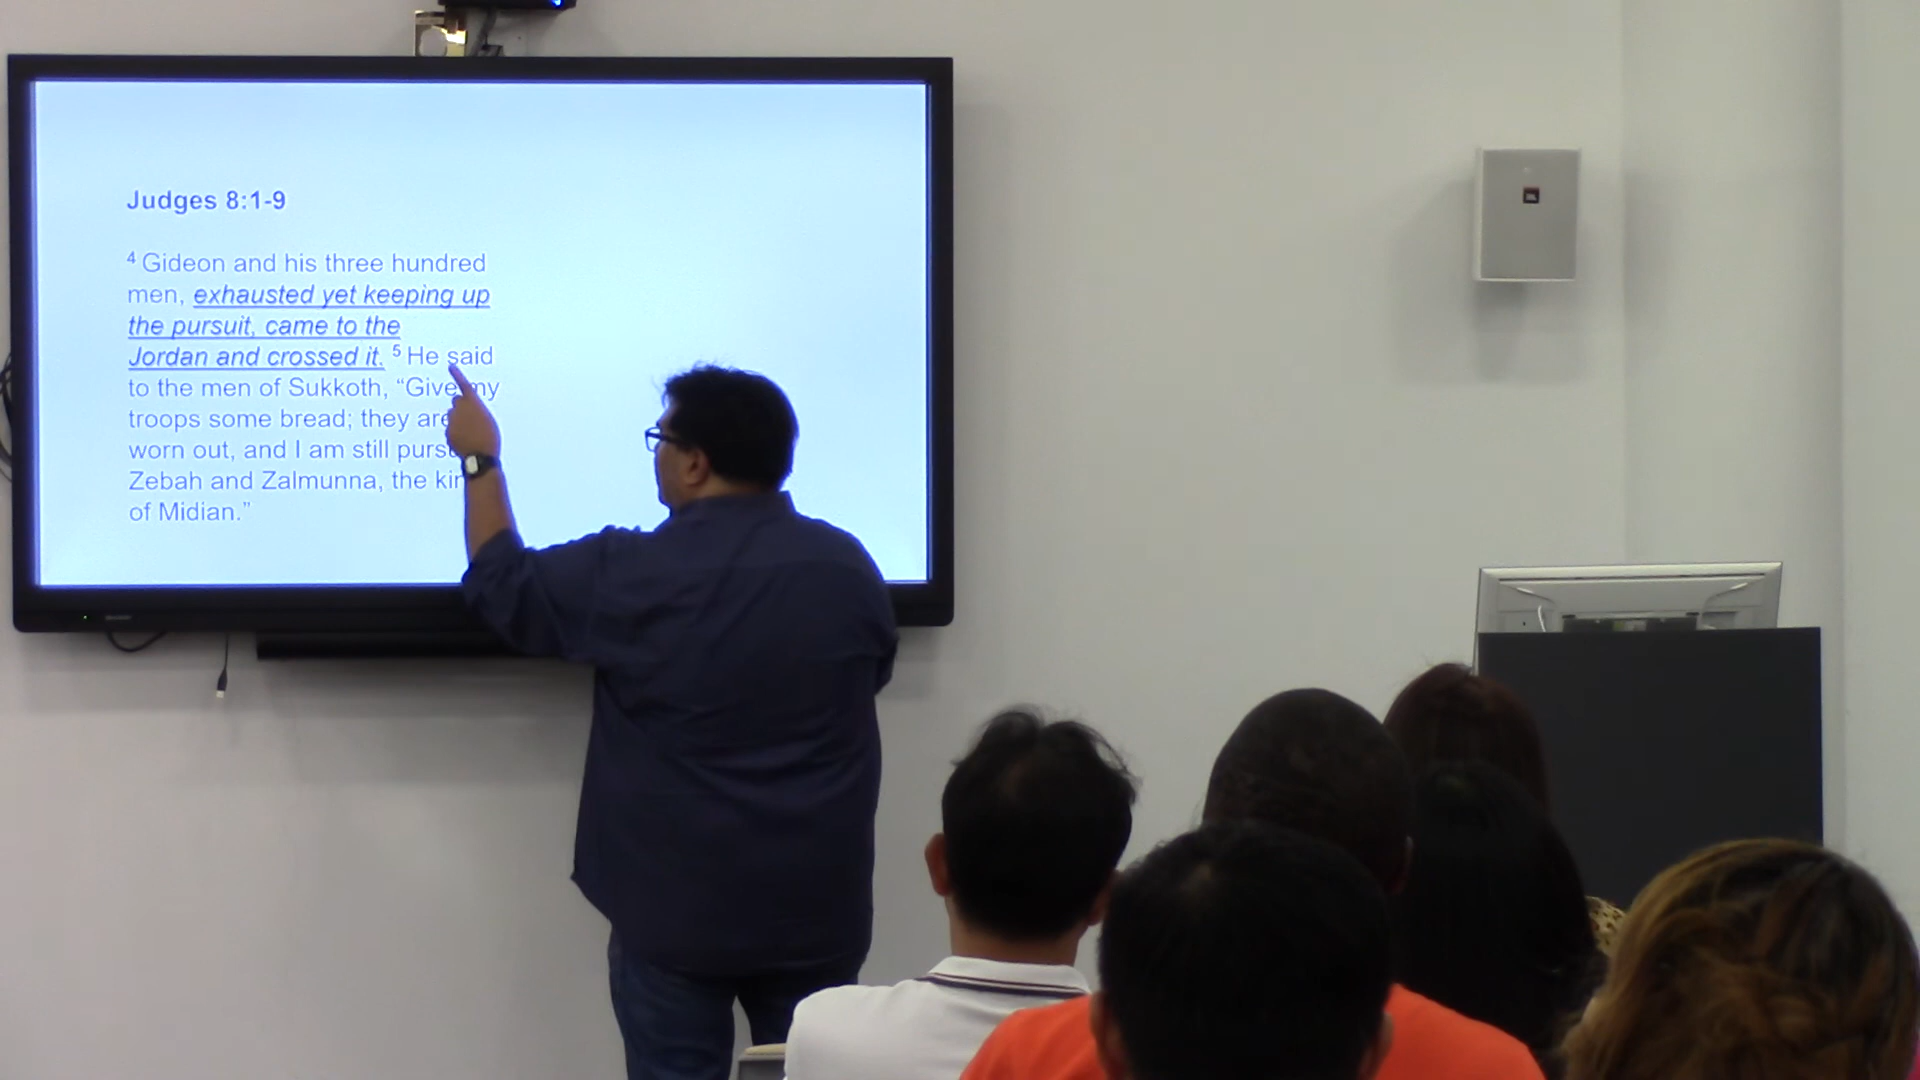 Judges 8:1-9
4 Gideon and his three hundred
men, exhausted yet keeping up
the pursuit, came to the
Jordan and crossed it. 5 He said
to the men of Sukkoth, “Give my
troops some bread; they are
worn out, and I am still
Zebah and Zalmunna, the
of Midian.”
JBL